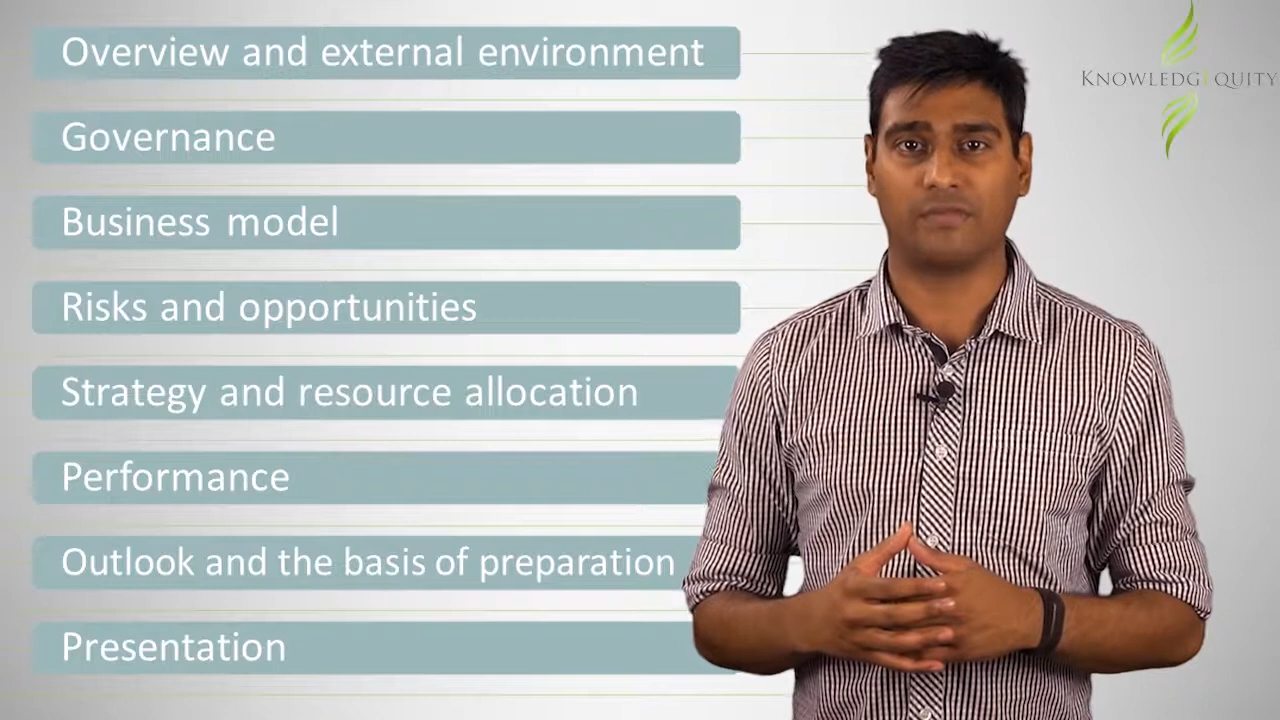 Overview and external environment
Governance
Business model
Risks and opportunities
Strategy and resource allocation
Performance
Outlook and the basis of preparation
Presentation
KNOWLEDGEQUITY